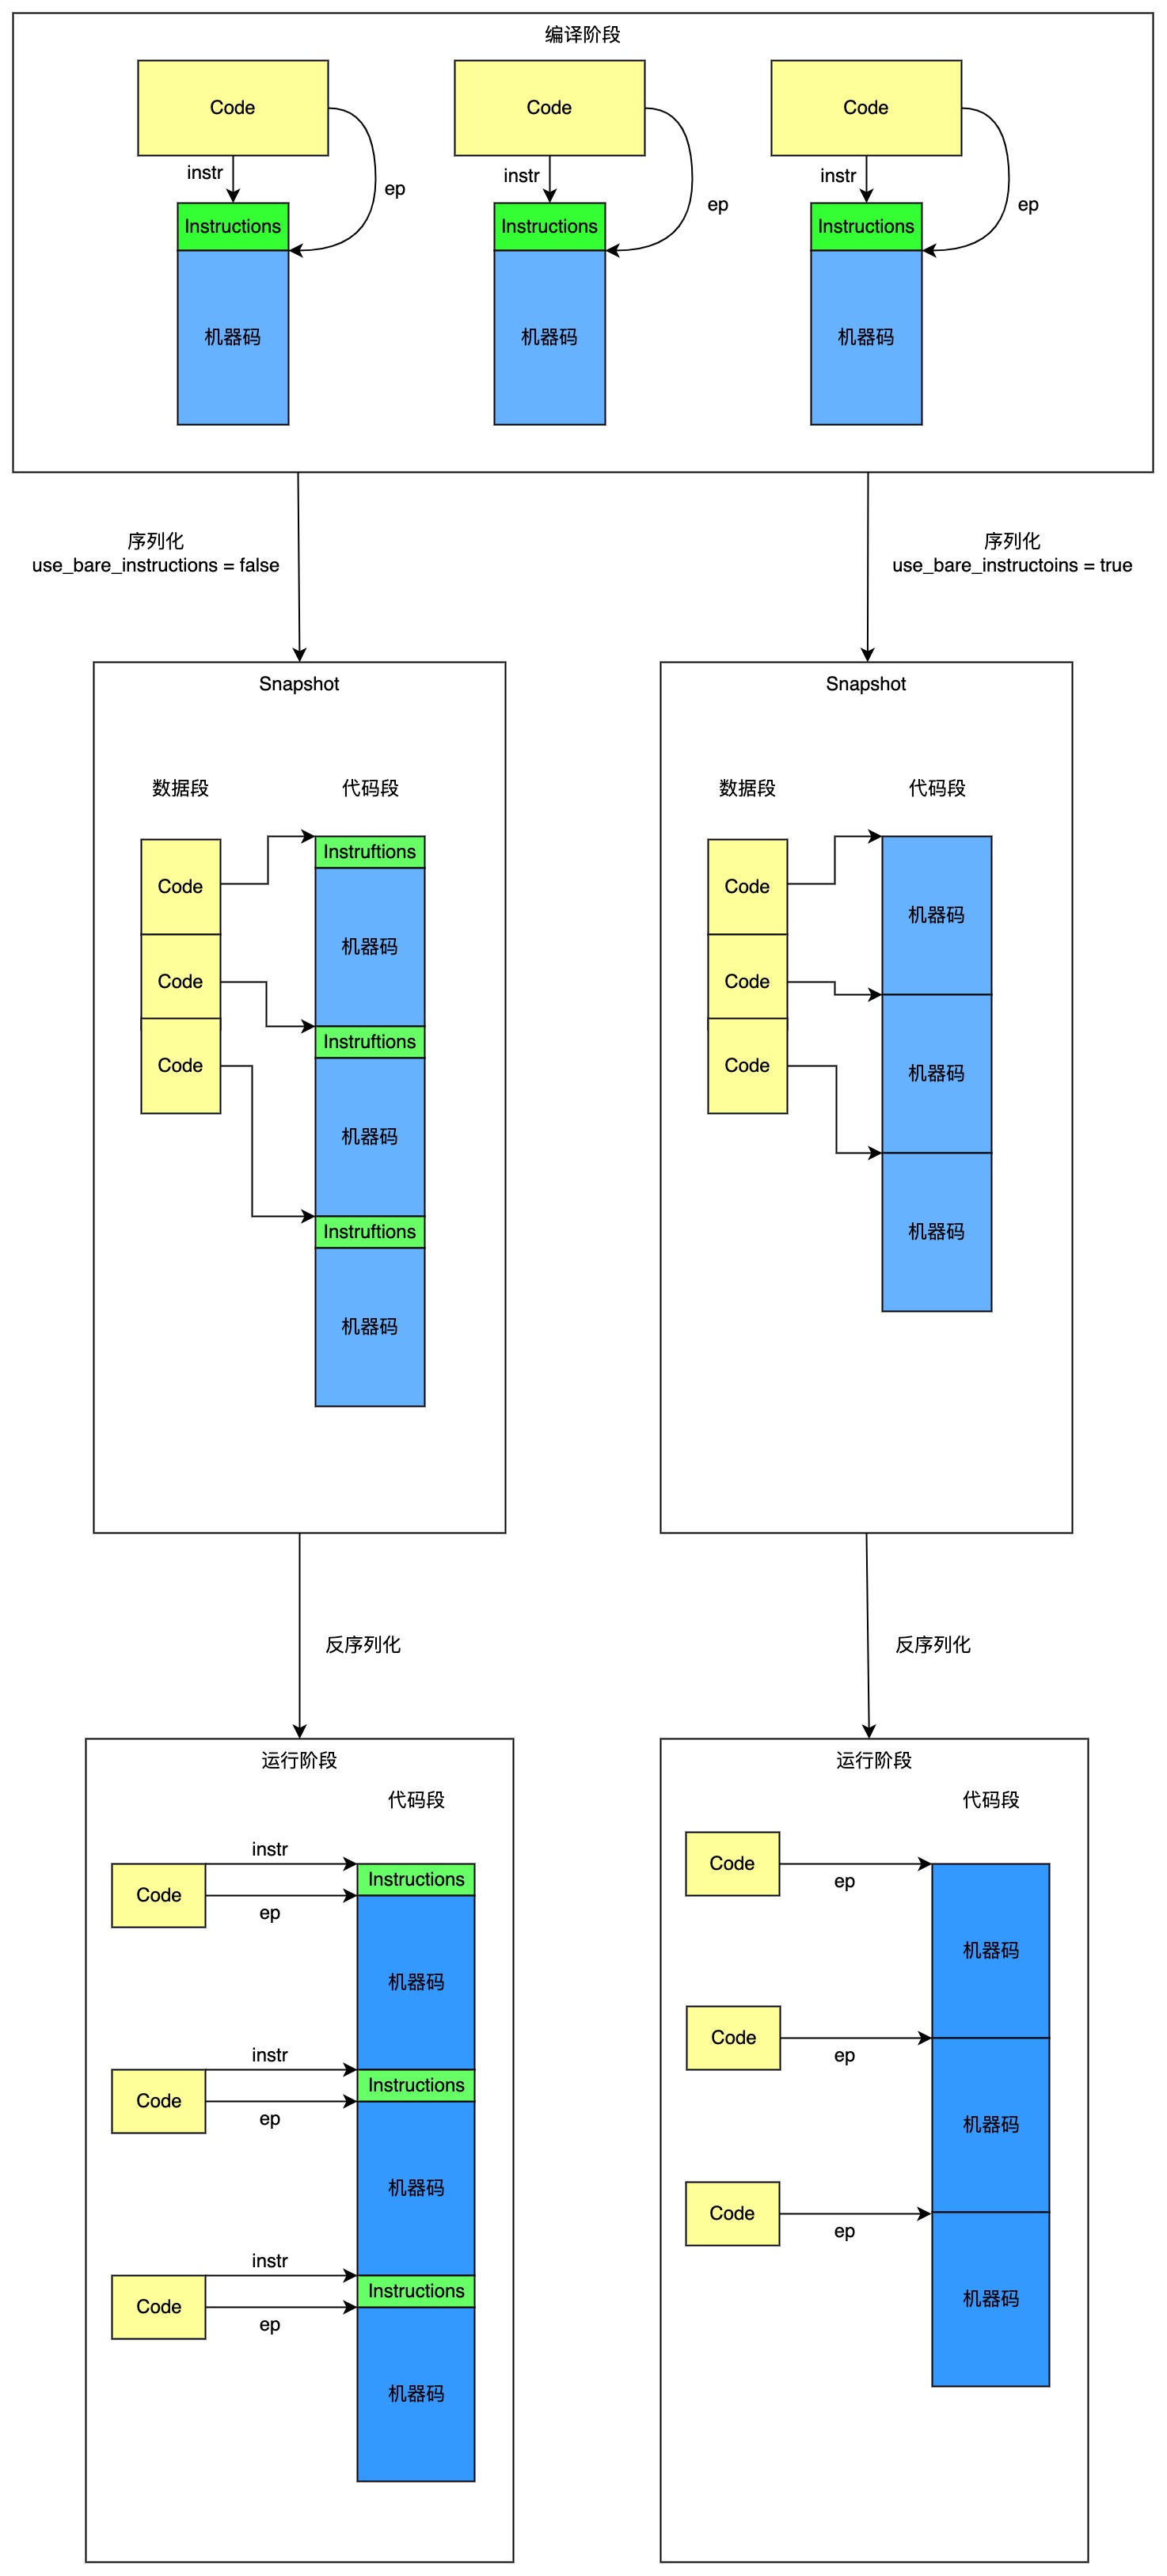 编译阶段
Code
Code
Code
instr
ep
instr
ep
instr
ep
Instructions
Instructions
Instructions
机器码
机器码
机器码
序列化
use_bare_instructions = false
序列化
use_bare_instructoins = true
Snapshot
数据段
代码段
Code
Code
Code
Instruftions
机器码
Instruftions
机器码
Instruftions
机器码
Snapshot
数据段
代码段
Code
Code
Code
机器码
机器码
机器码
反序列化
反序列化
运行阶段
代码段
instr
Code
ep
Instructions
机器码
instr
Code
ep
Instructions
机器码
instr
Code
ep
Instructions
机器码
运行阶段
代码段
Code
ep
机器码
Code
ep
机器码
Code
ep
机器码